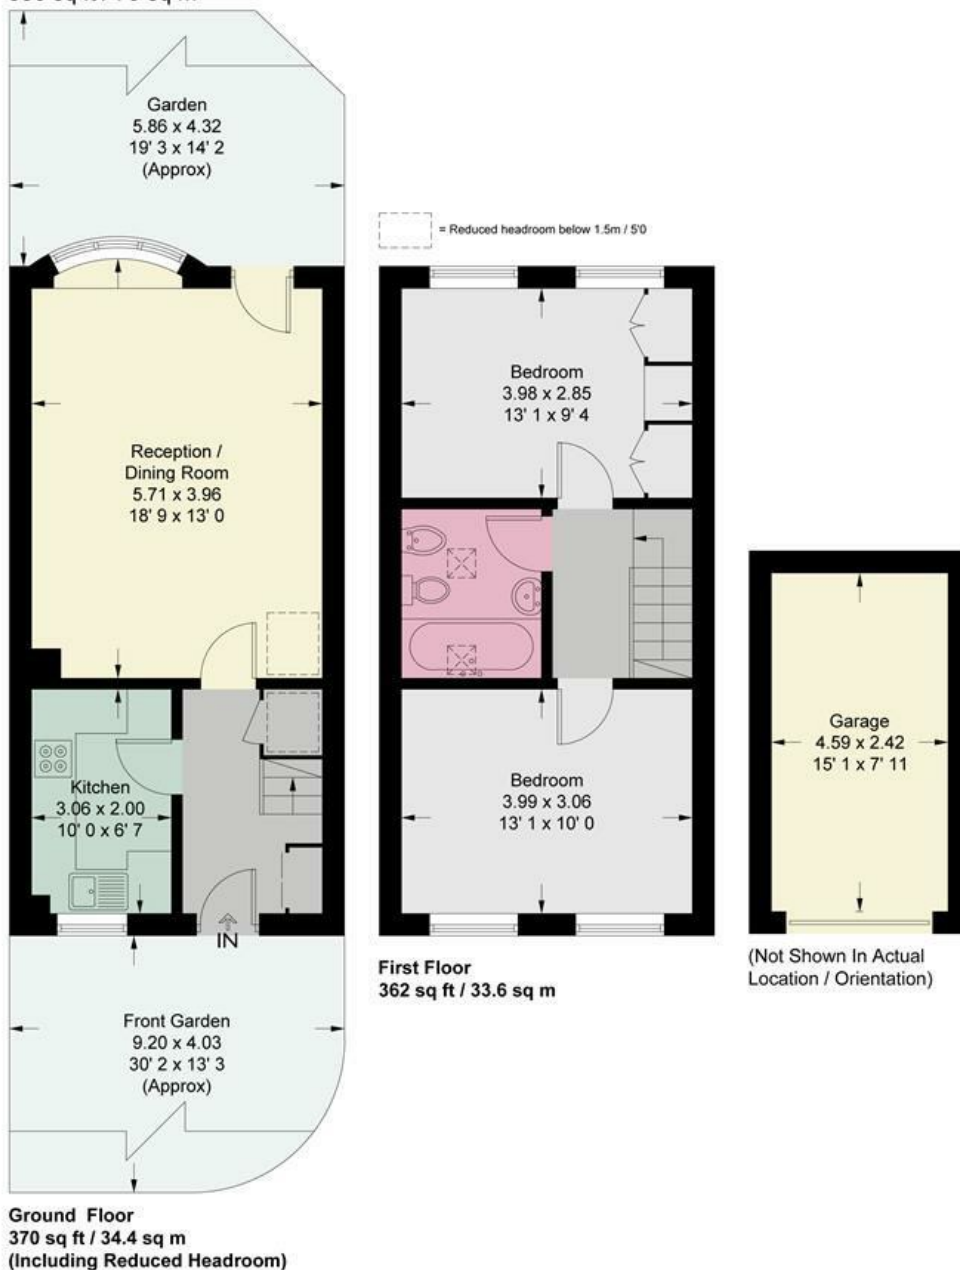 Garden
5.86 x 4.32
19' 3 x 14' 2
(Approx)
= Reduced headroom below 1.5m / 5'0
Reception /
Dining Room
5.71 x 3.96
18' 9 x 13' 0
Bedroom
3.98 x 2.85
13' 1 x 9' 4
Kitchen
3.06 x 2.00
10' 0 x 6' 7
IN
Bedroom
3.99 x 3.06
13' 1 x 10' 0
Garage
4.59 x 2.42
15' 1 x 7' 11
(Not Shown In Actual
Location / Orientation)
First Floor
362 sq ft / 33.6 sq m
Front Garden
9.20 x 4.03
30' 2 x 13' 3
(Approx)
Ground Floor
370 sq ft / 34.4 sq m
(Including Reduced Headroom)